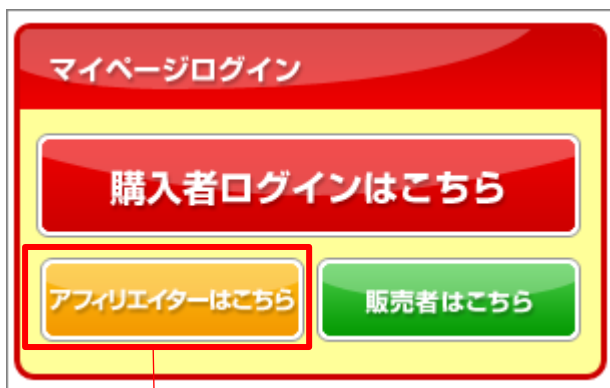 マイページログイン
購入者ログインはこちら
アフィリエイターはこちら
販売者はこちら